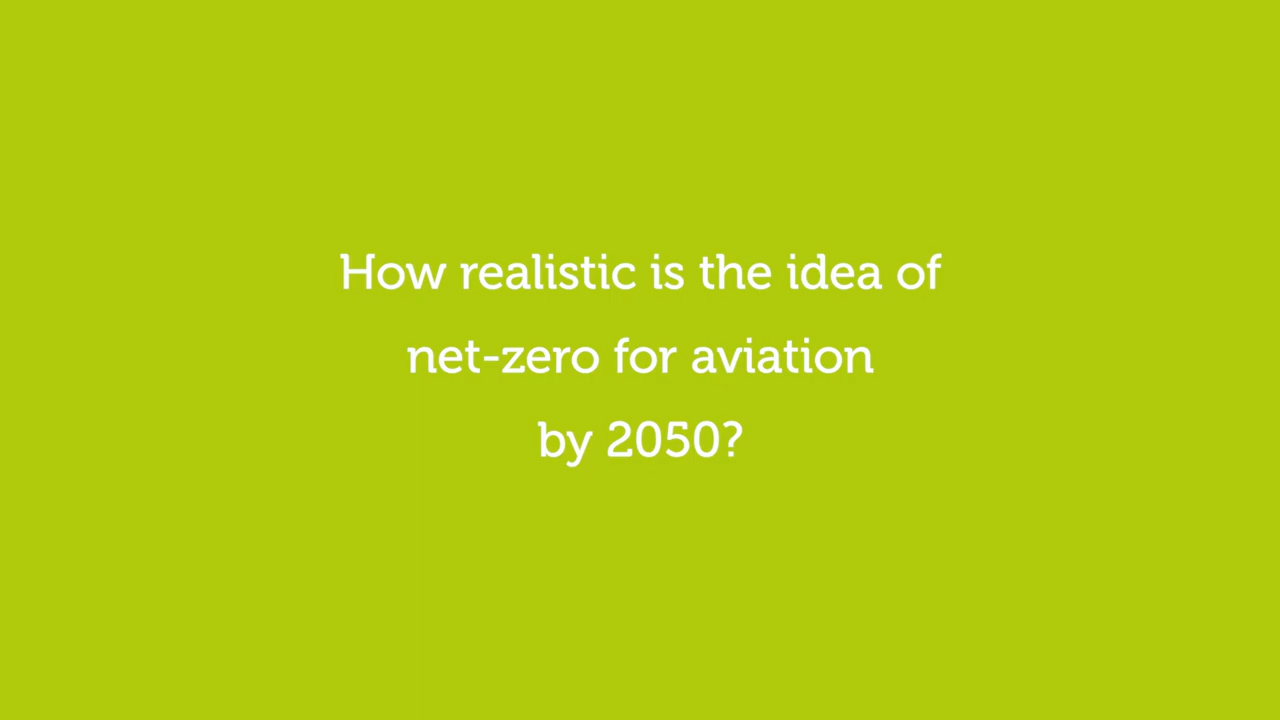 How realistic is the idea of
net-zero for aviation
by 2050?